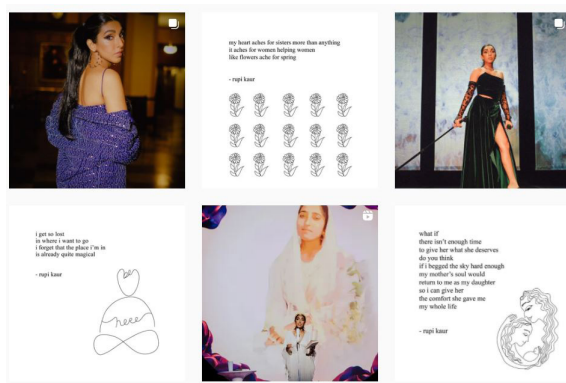 my heart aches for sisters more than anything
it aches for women helping women
like flowers ache for spring
- rupi kaur
i get so lost
in where i want to go
i forget that the place i'm in
is already quite magical
- rupi kaur
be
here
what if
there isn't enough time
to give her what she deserves
do you think
if i begged the sky hard enough
my mother's soul would
return to me as my daughter
so i can give her
the comfort she gave me
my whole life
- rupi kaur